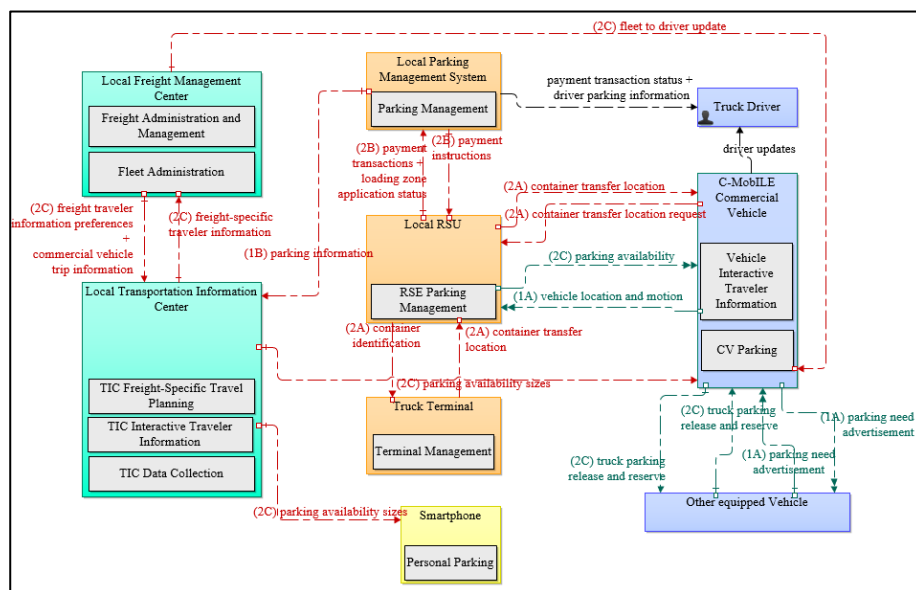 (2C) fleet to driver update
Local Freight Management
Center
Freight Administration and
Management
Fleet Administration
Local Parking
Management System
Parking Management
payment transaction status +
driver parking information
Truck Driver
driver updates
(2B) payment
transactions +
loading zone
application status
(2B) payment
instructions
(2C) freight traveler
information preferences
+
commercial vehicle
trip information
(2C) freight-specific
traveler information
(1B) parking information
(2A) container transfer location
(2A) container transfer location request
C-MobILE
Commercial
Vehicle
Vehicle
Interactive
Traveler
Information
CV Parking
Local RSU
RSE Parking
Management
(2C) parking availability
(1A) vehicle location and motion
Local Transportation Information
Center
TIC Freight-Specific Travel
Planning
TIC Interactive Traveler
Information
TIC Data Collection
(2A) container
identification
(2A) container transfer
location
(2C) parking availability sizes
Truck Terminal
Terminal Management
(2C) truck parking
release and reserve
(1A) parking need
advertisement
(2C) truck parking
release and reserve
(1A) parking need
advertisement
Other equipped Vehicle
(2C) parking availability sizes
Smartphone
Personal Parking